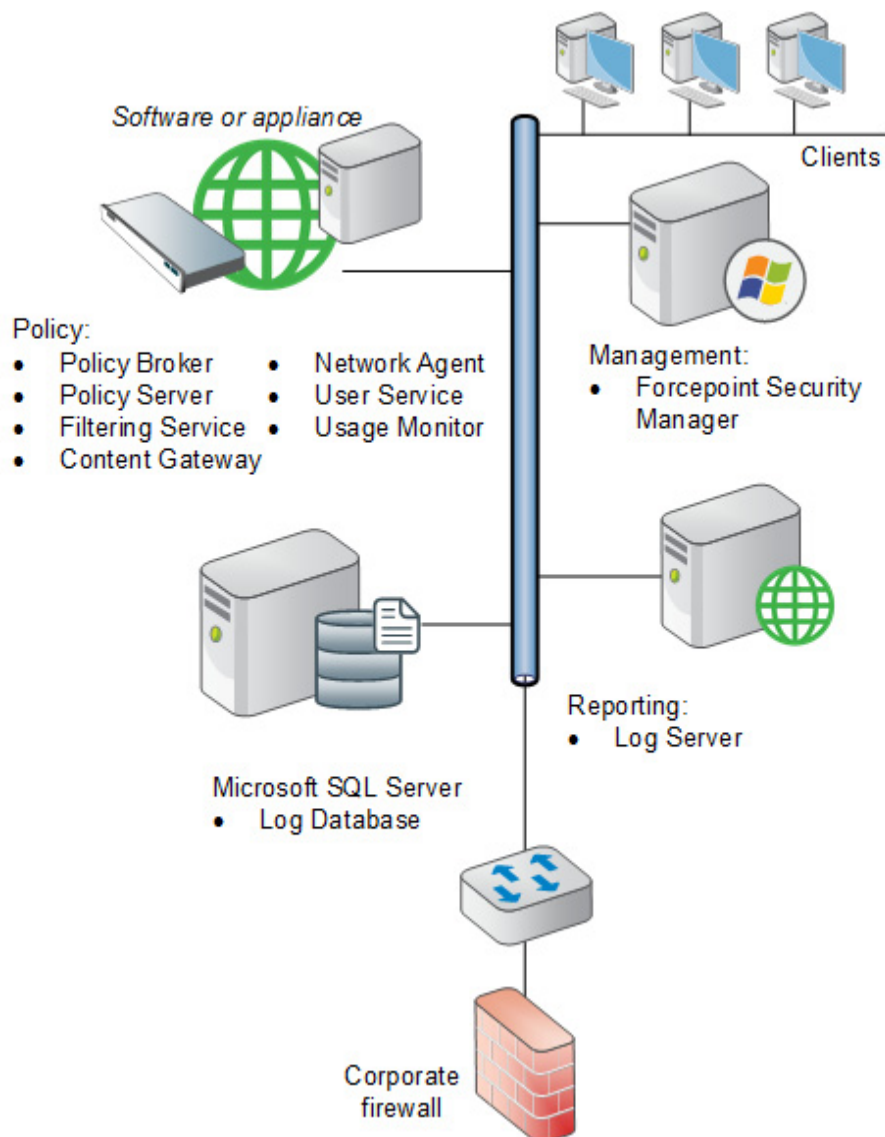 Software or appliance
Clients
Policy:
• Policy Broker
• Policy Server
• Filtering Service
• Content Gateway
• Network Agent
• User Service
• Usage Monitor
Management:
• Forcepoint Security
Manager
Microsoft SQL Server
• Log Database
Reporting:
• Log Server
Corporate
firewall